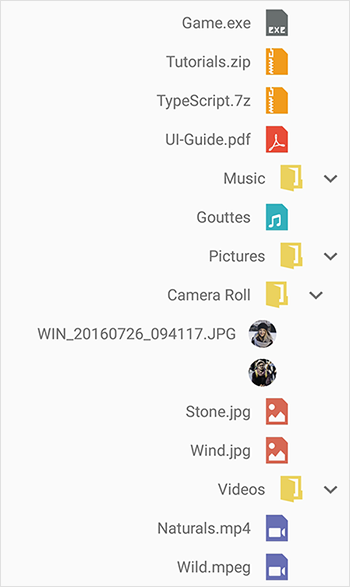 Game.exe
EXE
Tutorials.zip
TypeScript.7z
UI-Guide.pdf
Music
Gouttes
Pictures
Camera Roll
WIN_20160726_094117.JPG
Stone.jpg
Wind.jpg
Videos
Naturals.mp4
Wild.mpeg